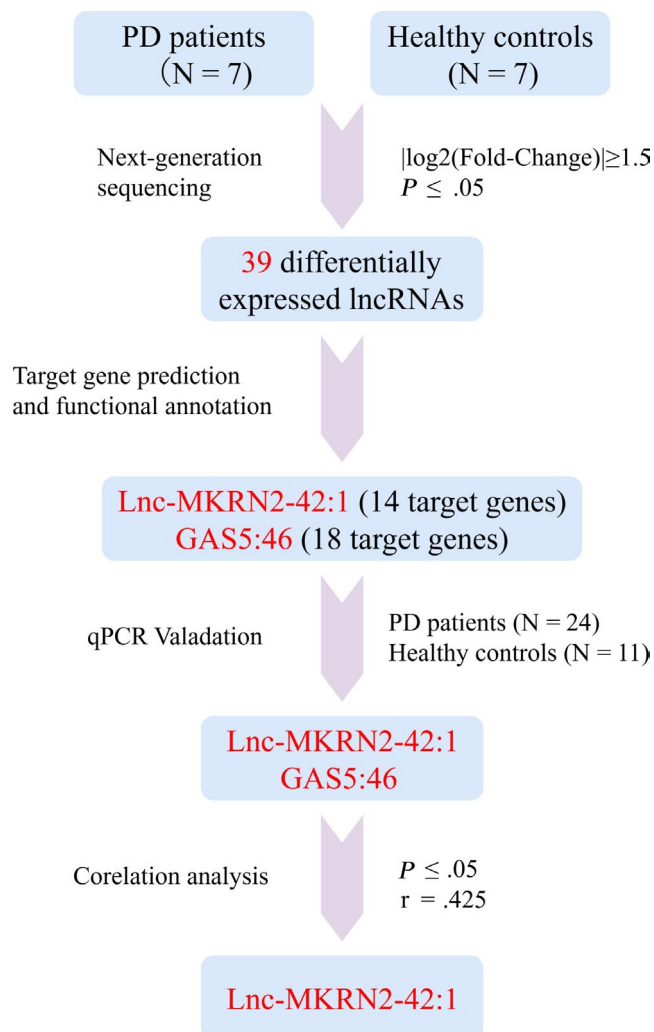 PD patients
(N = 7)
Healthy controls
(N = 7)
Next-generation
sequencing
|log2(Fold-Change)|≥1.5
P ≤ .05
39 differentially
expressed lncRNAs
Target gene prediction
and functional annotation
Lnc-MKRN2-42:1 (14 target genes)
GAS5:46 (18 target genes)
qPCR Valadation
PD patients (N = 24)
Healthy controls (N = 11)
Lnc-MKRN2-42:1
GAS5:46
Corelation analysis
P ≤ .05
r = .425
Lnc-MKRN2-42:1